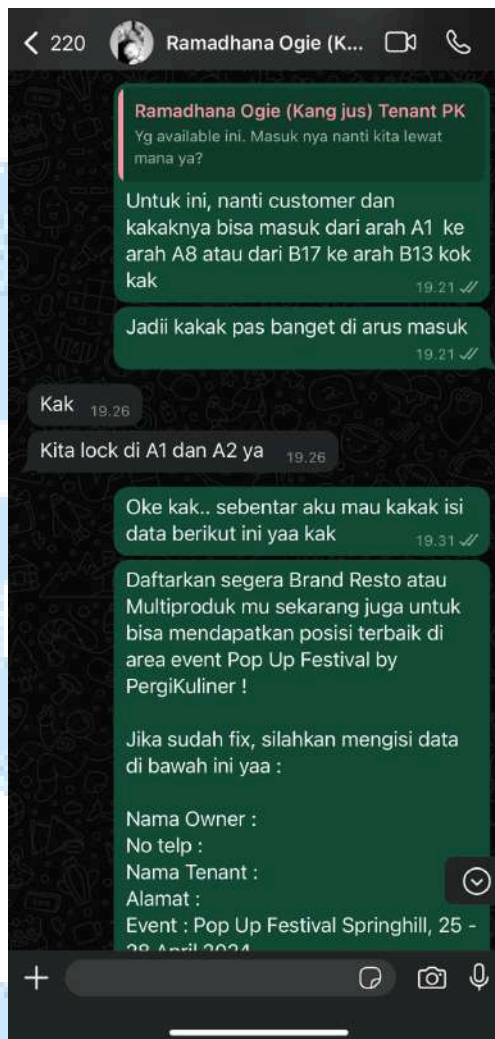 220
Ramadhana Ogie (K...
Ramadhana Ogie (Kang jus) Tenant PK
Yg available ini. Masuk nya nanti kita lewat
mana ya?
Untuk ini, nanti customer dan
kakaknya bisa masuk dari arah A1 ke
arah A8 atau dari B17 ke arah B13 kok
kak
19.21
Jadii kakak pas banget di arus masuk
19.21
Kak 19.26
Kita lock di A1 dan A2 ya 19.26
Oke kak.. sebentar aku mau kakak isi
data berikut ini yaa kak 19.31
Daftarkan segera Brand Resto atau
Multiproduk mu sekarang juga untuk
bisa mendapatkan posisi terbaik di
area event Pop Up Festival by
PergiKuliner !
Jika sudah fix, silahkan mengisi data
di bawah ini yaa :
Nama Owner :
No telp :
Nama Tenant :
Alamat :
Event : Pop Up Festival Springhill, 25 -
28 April 2024